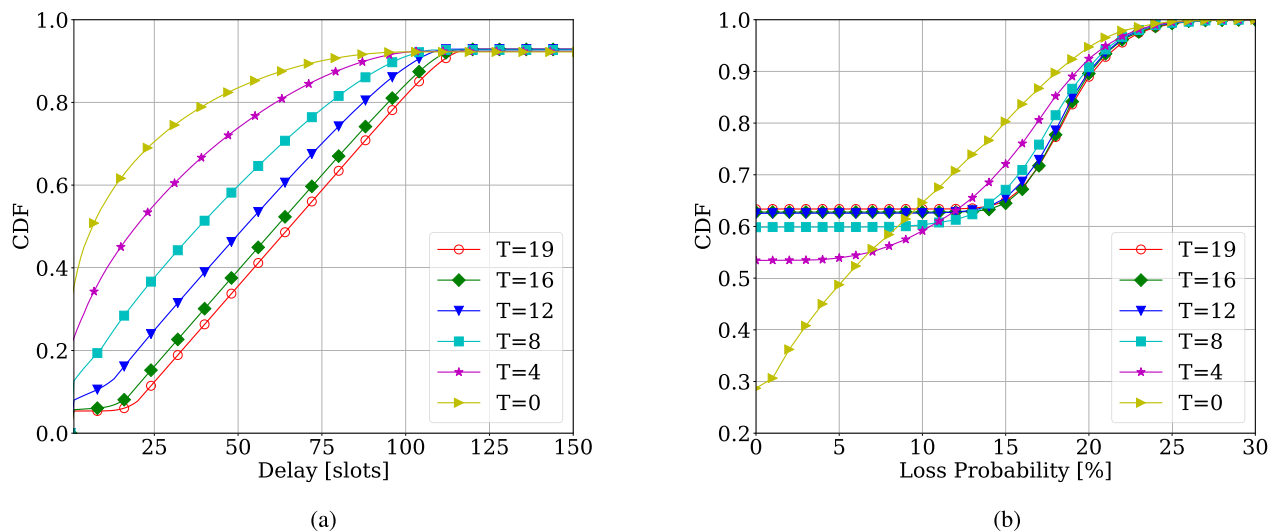 1.0
0.8
0.6
0.4
0.2
0.0
CDF
25 50 75 100 125 150
Delay [slots]
T=19
T=16
T=12
T=8
T=4
T=0
(a)
1.0
0.9
0.8
0.7
0.6
0.5
0.4
0.3
0.2
CDF
0 5 10 15 20 25 30
Loss Probability [%]
T=19
T=16
T=12
T=8
T=4
T=0
(b)